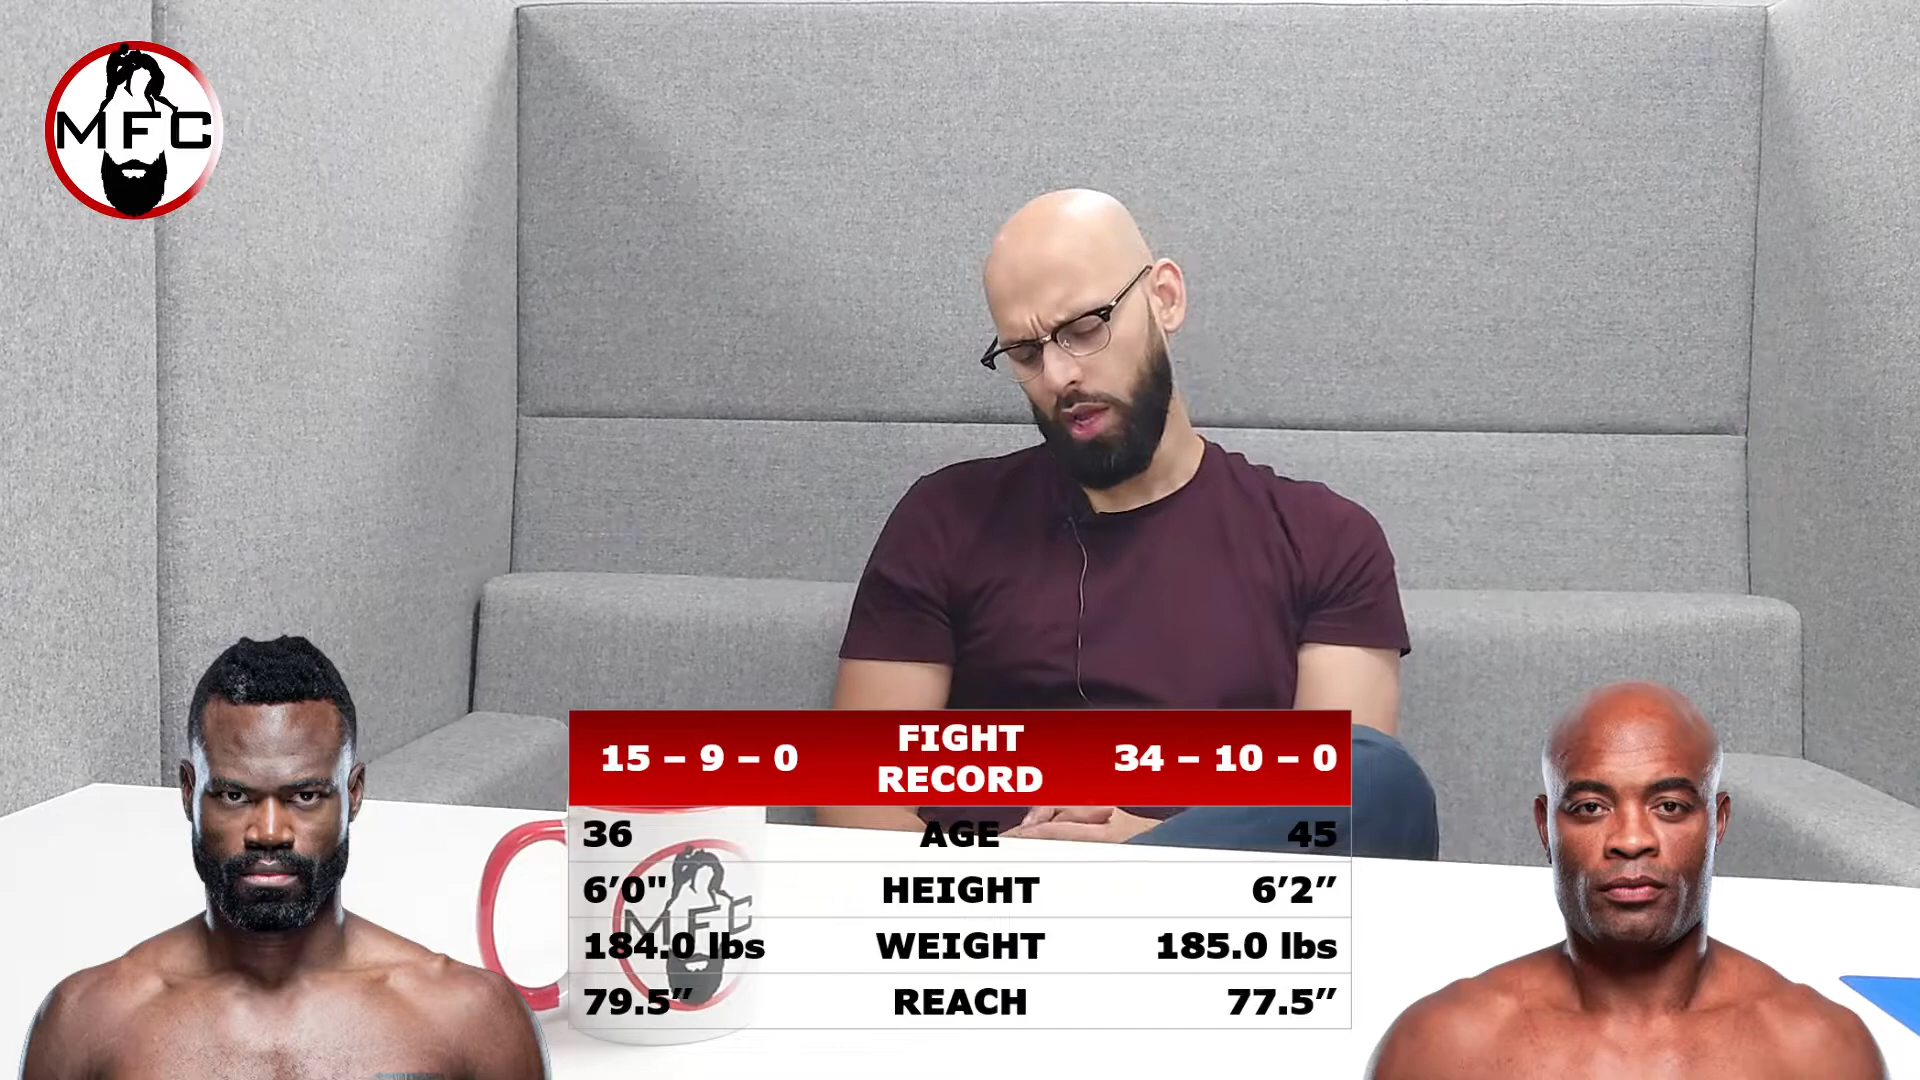 MFC
15 – 9 – 0 FIGHT RECORD 34 – 10 – 0
36 AGE 45
6′0" HEIGHT 6′2″
184.0 lbs WEIGHT 185.0 lbs
79.5″ REACH 77.5″
MFC